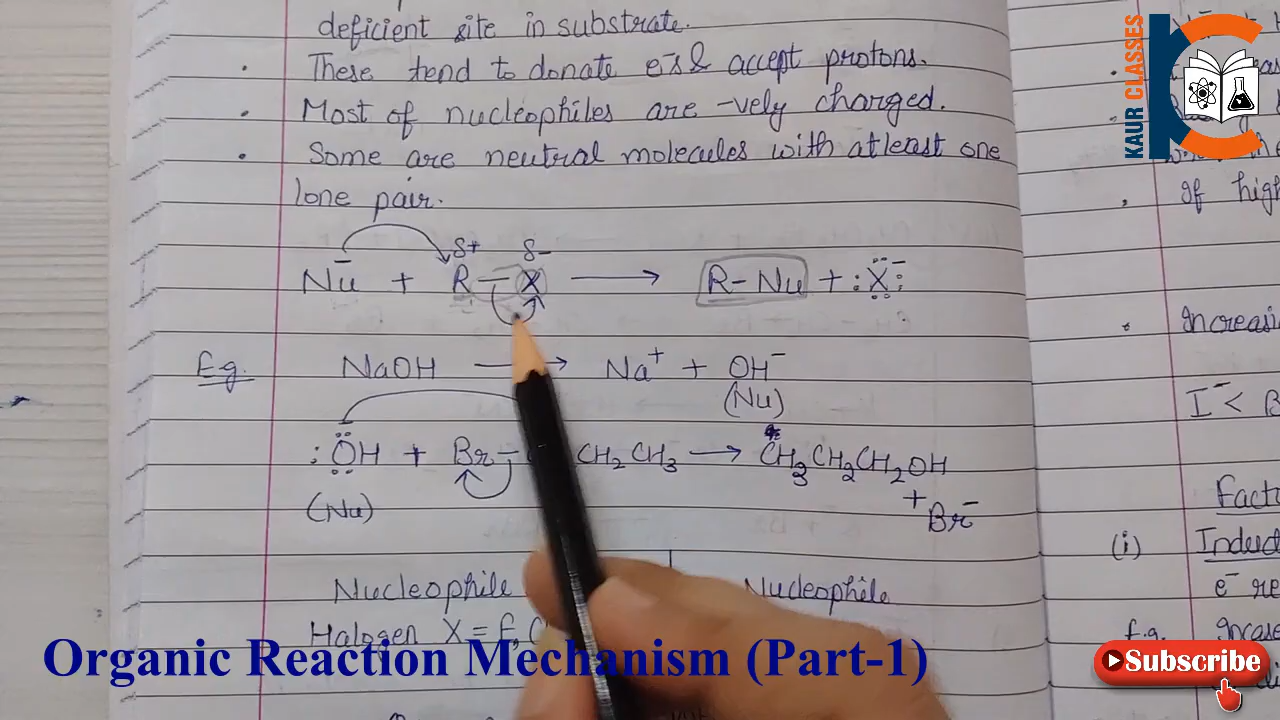 deficient site in substrate.
• These tend to donate e⁻s & accept protons.
• Most of nucleophiles are -vely charged.
• Some are neutral molecules with atleast one
lone pair.
δ+ δ-
Nu⁻ + R-X → R-Nu + :X:⁻
Eg. NaOH → Na⁺ + OH⁻
(Nu)
:OH + Br- CH₂CH₃ → CH₃CH₂CH₂OH
+ Br⁻
(Nu)
Nucleophile Nucleophile
Halogen X = F,
of high
Increasi
I⁻ <
Fact
(i) Induct
e⁻ re
e.g. Incas
KAUR CLASSES
Organic Reaction Mechanism (Part-1)
Subscribe